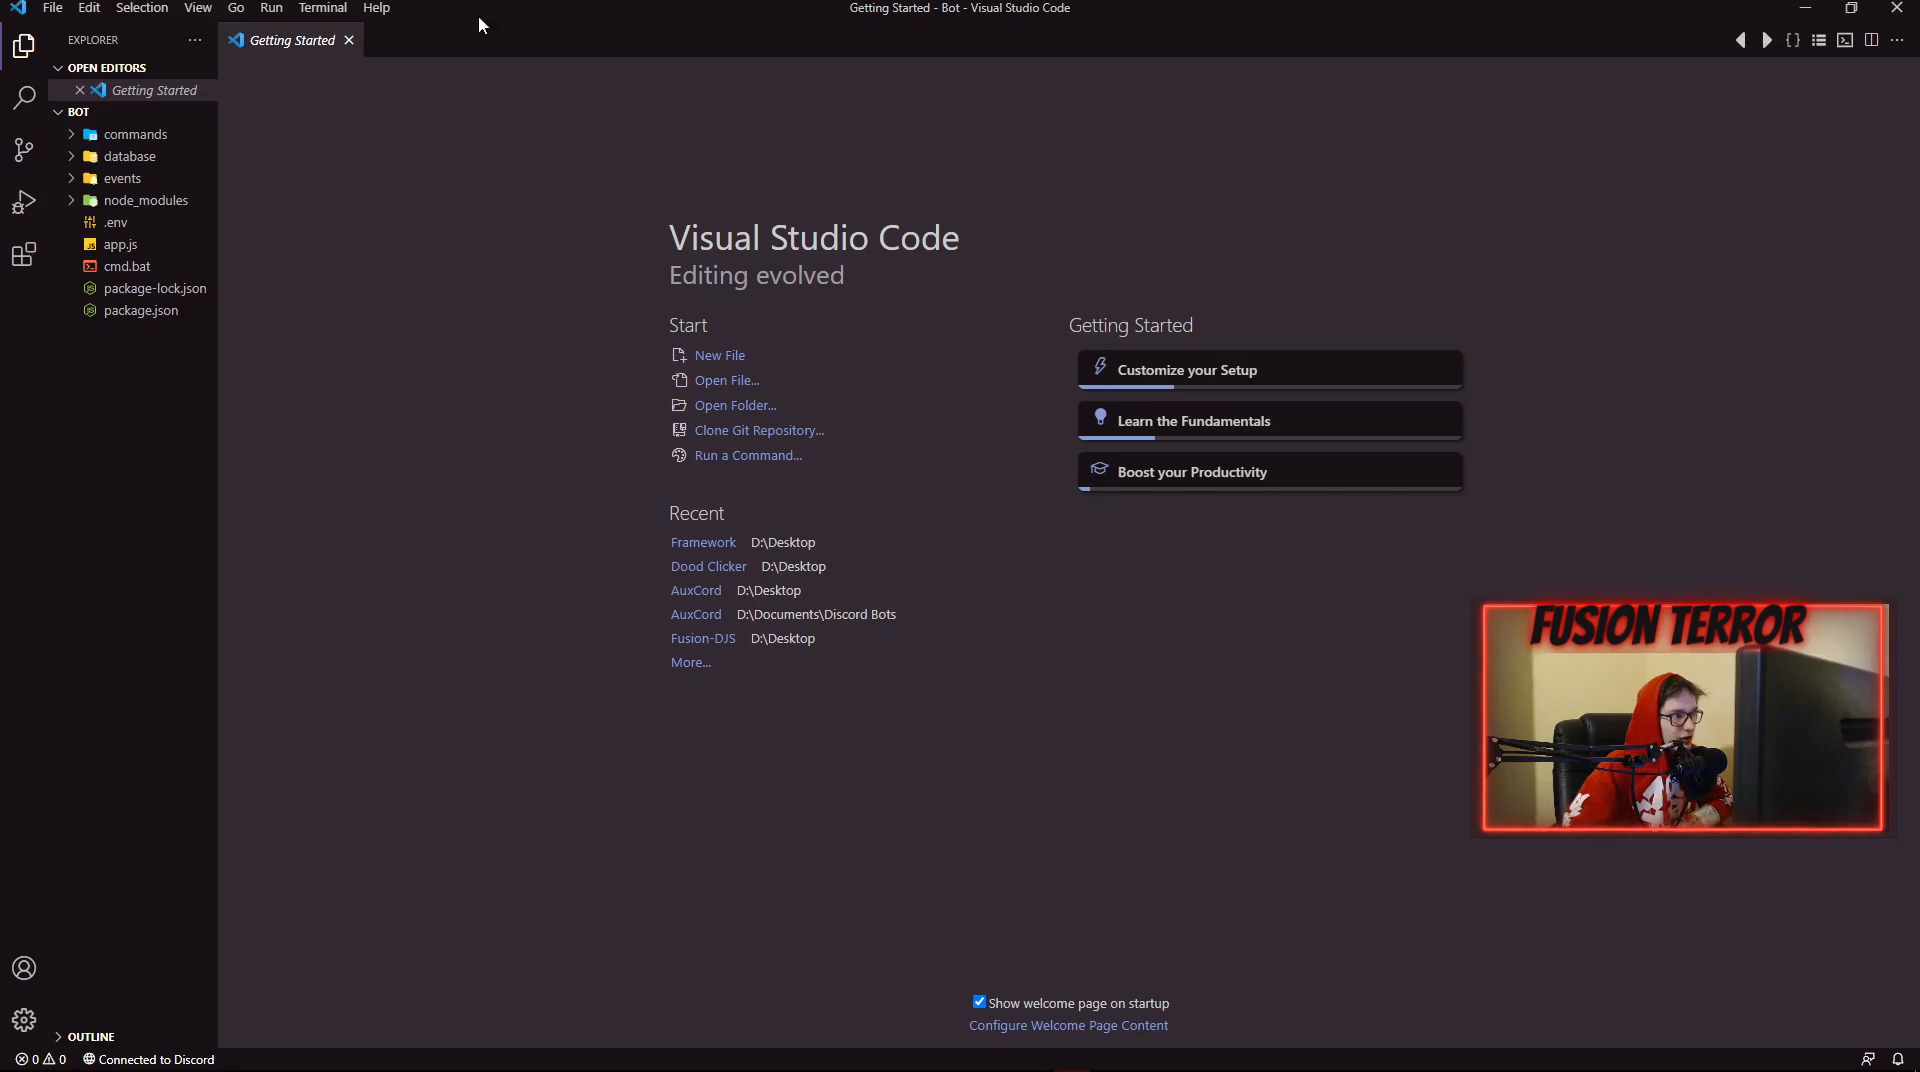 File Edit Selection View Go Run Terminal Help
Getting Started - Bot - Visual Studio Code
EXPLORER
Getting Started
OPEN EDITORS
Getting Started
BOT
commands
database
events
node_modules
.env
app.js
cmd.bat
package-lock.json
package.json
Visual Studio Code
Editing evolved
Start
New File
Open File...
Open Folder...
Clone Git Repository...
Run a Command...
Recent
Framework D:\Desktop
Dood Clicker D:\Desktop
AuxCord D:\Desktop
AuxCord D:\Documents\Discord Bots
Fusion-DJS D:\Desktop
More...
Getting Started
Customize your Setup
Learn the Fundamentals
Boost your Productivity
FUSION TERROR
Show welcome page on startup
Configure Welcome Page Content
OUTLINE
0 0 Connected to Discord